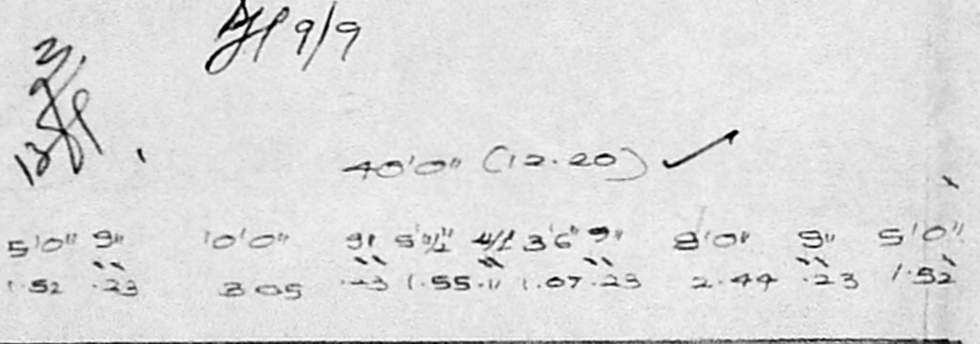 9/9
40'0" (12.20)
5'0" 9" 10'0" 9" 5'1½" 4½ 3'6" 9" 8'0" 9" 5'0"
1.52 .23 3.05 .23 1.55 .11 1.07 .23 2.44 .23 1.52